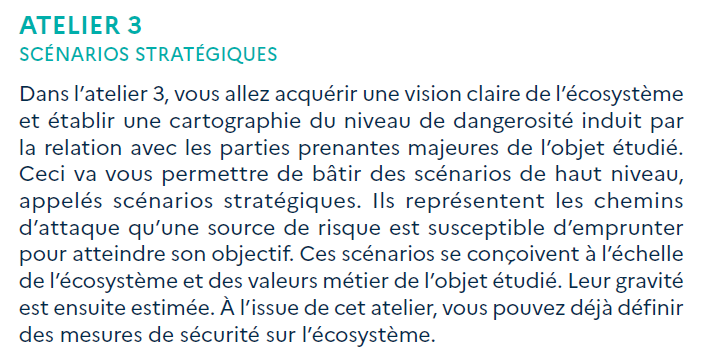 ATELIER 3
SCÉNARIOS STRATÉGIQUES
Dans l’atelier 3, vous allez acquérir une vision claire de l’écosystème
et établir une cartographie du niveau de dangerosité induit par
la relation avec les parties prenantes majeures de l’objet étudié.
Ceci va vous permettre de bâtir des scénarios de haut niveau,
appelés scénarios stratégiques. Ils représentent les chemins
d’attaque qu’une source de risque est susceptible d’emprunter
pour atteindre son objectif. Ces scénarios se conçoivent à l’échelle
de l’écosystème et des valeurs métier de l’objet étudié. Leur gravité
est ensuite estimée. À l’issue de cet atelier, vous pouvez déjà définir
des mesures de sécurité sur l’écosystème.